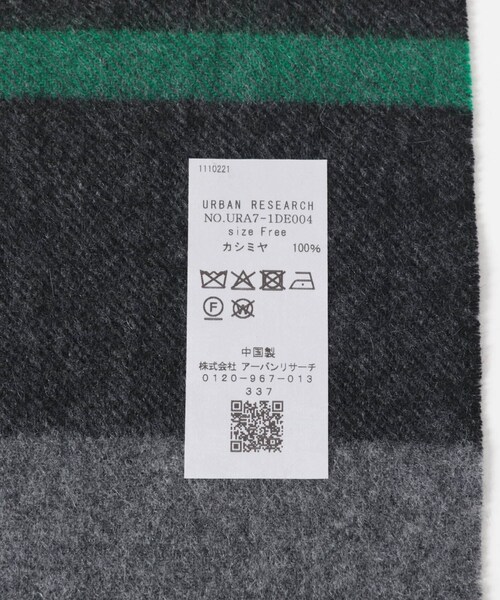 1110221
URBAN RESEARCH
NO.URA7-1DE004
size Free
カシミヤ 100%
F
W
中国製
株式会社 アーバンリサーチ
0120-967-013
337